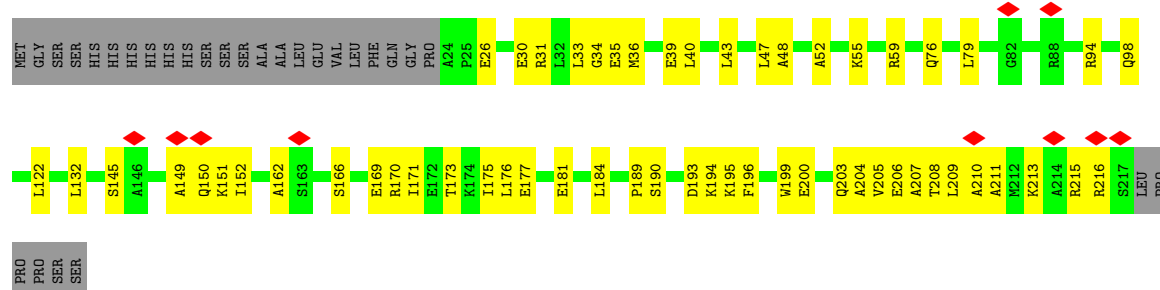 MET GLY SER SER HIS HIS HIS HIS HIS HIS SER SER SER ALA ALA LEU GLU VAL LEU PHE GLN GLY PRO A24 P25 E26 E30 R31 L32 L33 G34 E35 M36 E39 L40 L43 L47 A48 A52 K55 R59 Q76 L79 G82 R88 R94 Q98
L122 L132 S145 A146 A149 Q150 K151 I152 A162 S163 S166 E169 R170 I171 E172 T173 K174 I175 L176 E177 E181 L184 P189 S190 D193 K194 K195 F196 W199 E200 Q203 A204 V205 E206 A207 T208 L209 A210 A211 M212 K213 A214 R215 R216 S217 LEU PRO
PRO PRO SER SER